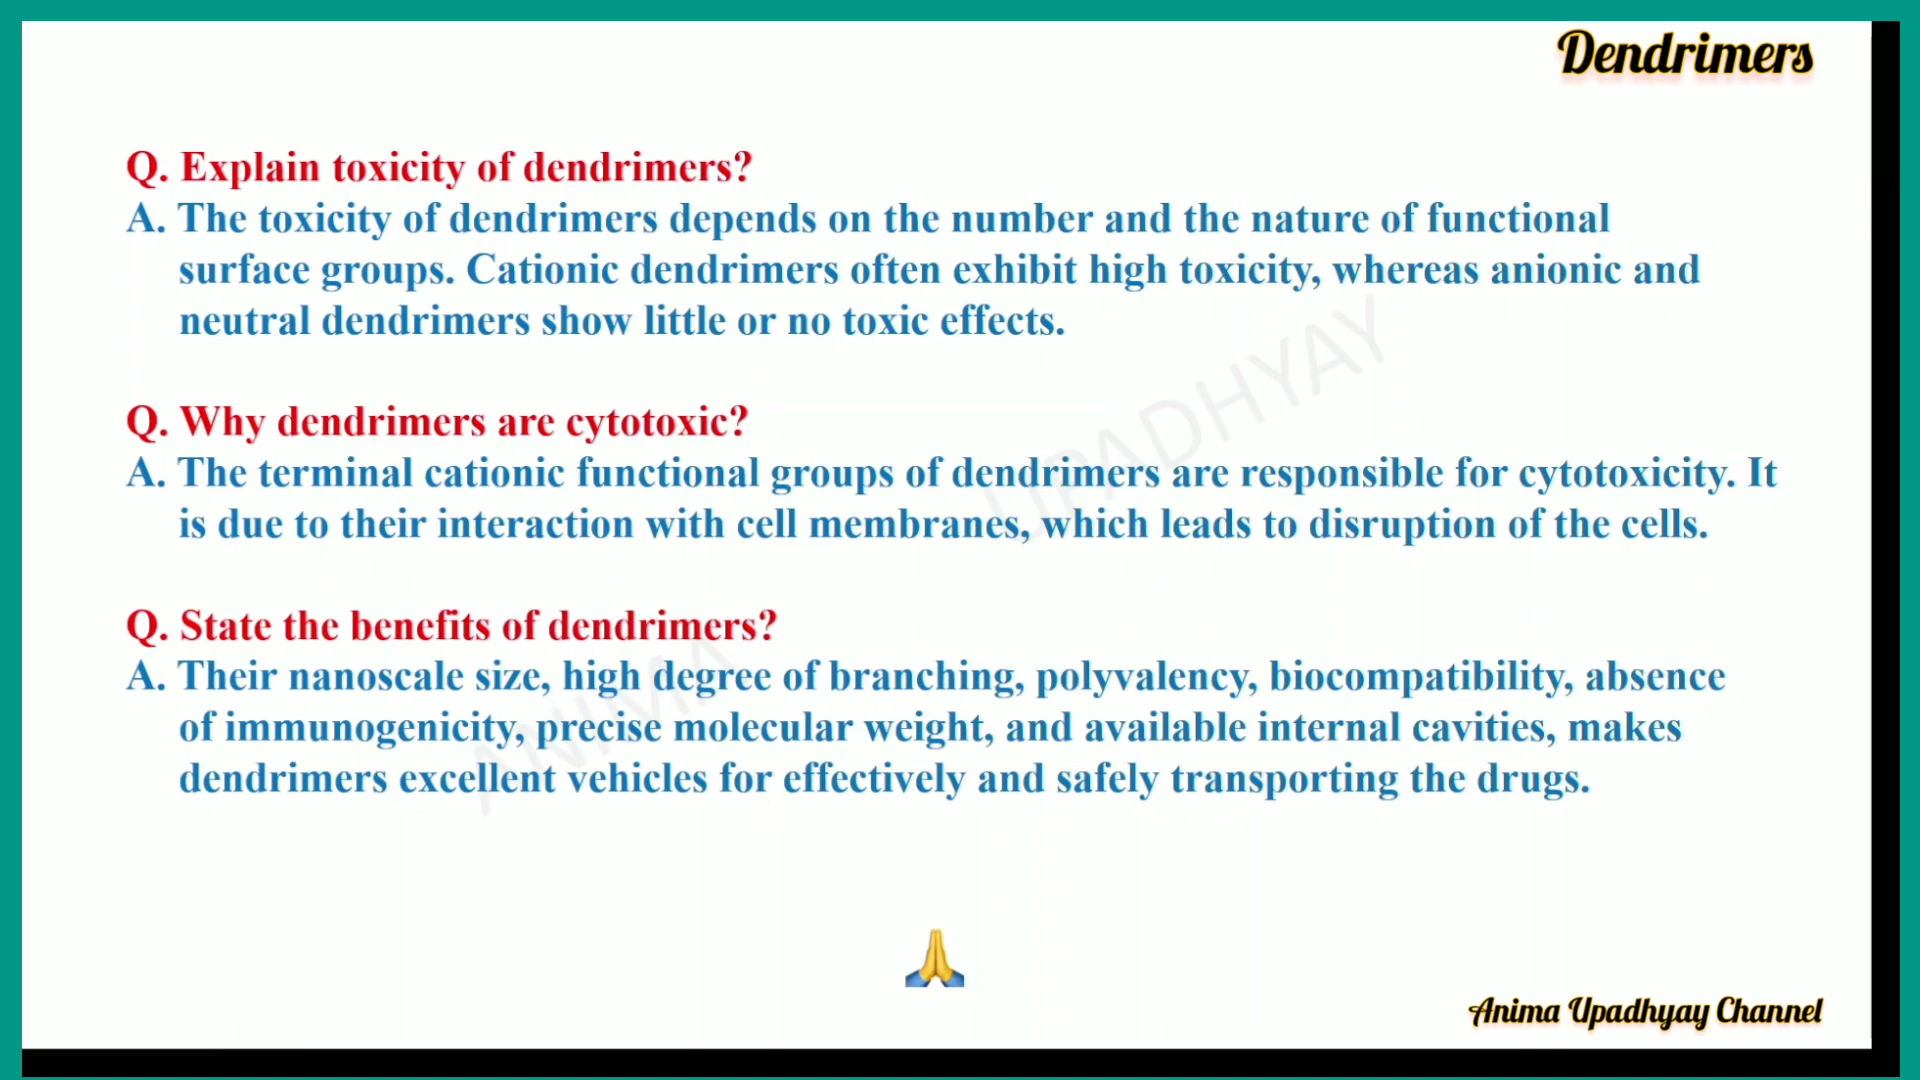 Dendrimers
Q. Explain toxicity of dendrimers?
A. The toxicity of dendrimers depends on the number and the nature of functional
surface groups. Cationic dendrimers often exhibit high toxicity, whereas anionic and
neutral dendrimers show little or no toxic effects.
Q. Why dendrimers are cytotoxic?
A. The terminal cationic functional groups of dendrimers are responsible for cytotoxicity. It
is due to their interaction with cell membranes, which leads to disruption of the cells.
Q. State the benefits of dendrimers?
A. Their nanoscale size, high degree of branching, polyvalency, biocompatibility, absence
of immunogenicity, precise molecular weight, and available internal cavities, makes
dendrimers excellent vehicles for effectively and safely transporting the drugs.
ANIMA UPADHYAY
Anima Upadhyay Channel